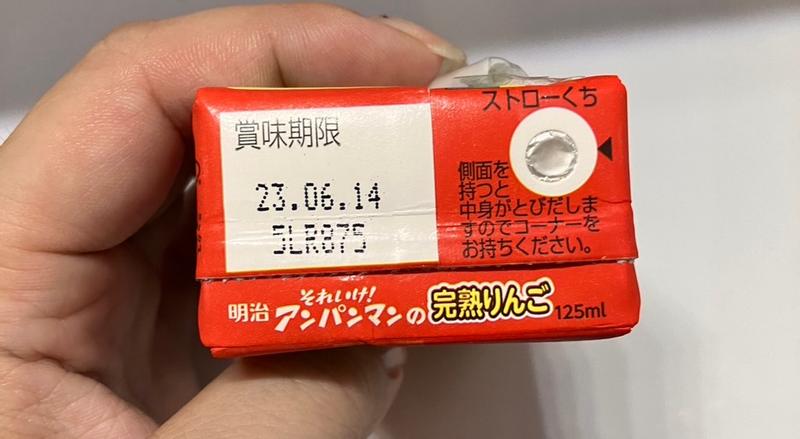 賞味期限
23.06.14
5LR875
ストローくち
側面を
持つと
中身がとびだしま
すのでコーナーを
お持ちください。
明治 それいけ!アンパンマンの完熟りんご 125ml